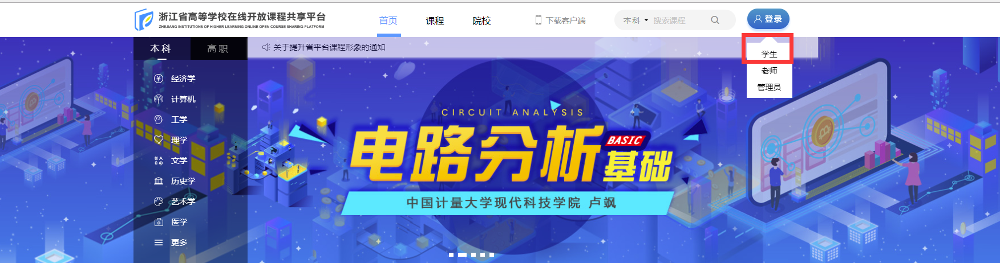 浙江省高等学校在线开放课程共享平台
ZHEJIANG INSTITUTIONS OF HIGHER LEARNING ONLINE OPEN COURSE SHARING PLATFORM
首页 课程 院校 下载客户端 本科 搜索课程 登录
本科 高职 关于提升省平台课程形象的通知 学生
老师
管理员
经济学
计算机
工学
理学
文学
历史学
艺术学
医学
更多
CIRCUIT ANALYSIS
电路分析 BASIC 基础
中国计量大学现代科技学院 卢飒